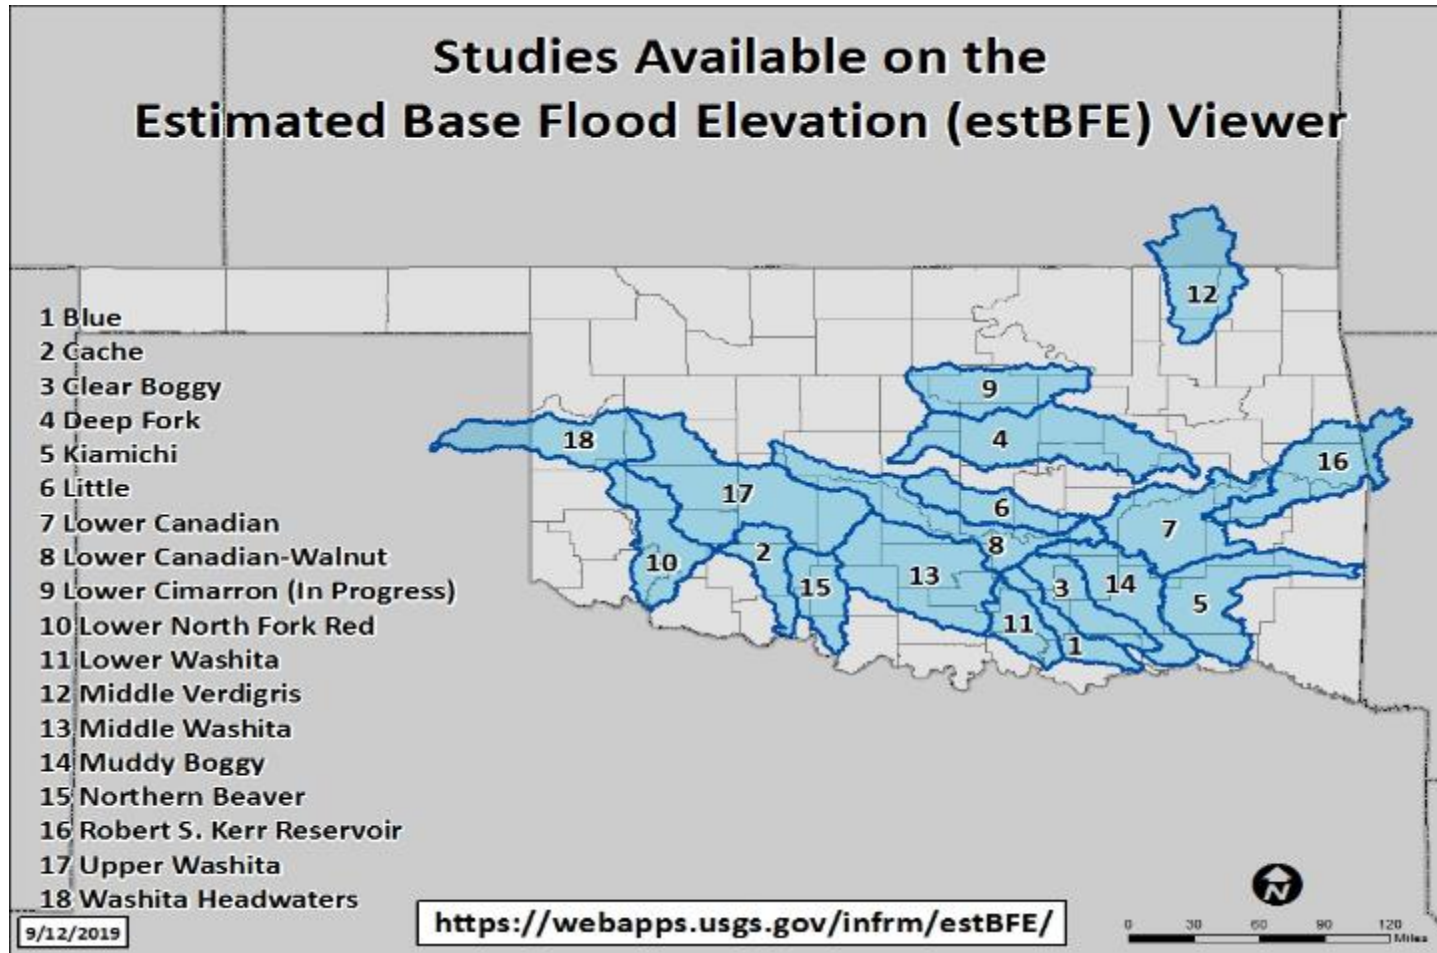 Studies Available on the
Estimated Base Flood Elevation (estBFE) Viewer
12
1 Blue
2 Cache
3 Clear Boggy
4 Deep Fork
5 Kiamichi
6 Little
7 Lower Canadian
8 Lower Canadian-Walnut
9 Lower Cimarron (In Progress)
10 Lower North Fork Red
11 Lower Washita
12 Middle Verdigris
13 Middle Washita
14 Muddy Boggy
15 Northern Beaver
16 Robert S. Kerr Reservoir
17 Upper Washita
18 Washita Headwaters
9
18
4
16
17
6
7
8
2
10
13
15
3
14
5
11
1
N
9/12/2019
https://webapps.usgs.gov/infrm/estBFE/
0 30 60 90 120
Miles